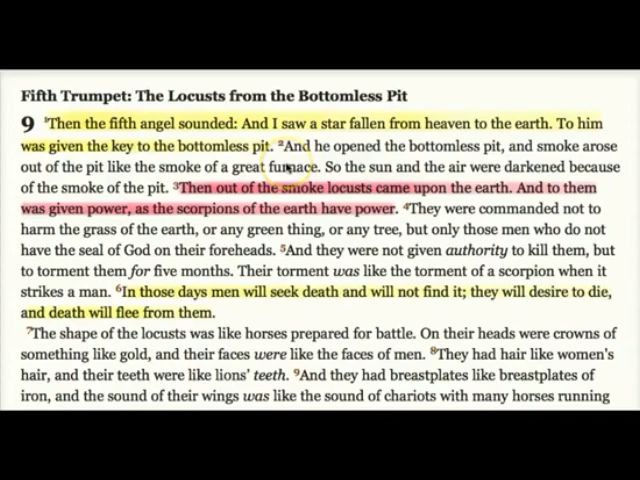 Fifth Trumpet: The Locusts from the Bottomless Pit
9 ¹Then the fifth angel sounded: And I saw a star fallen from heaven to the earth. To him
was given the key to the bottomless pit. ²And he opened the bottomless pit, and smoke arose
out of the pit like the smoke of a great furnace. So the sun and the air were darkened because
of the smoke of the pit. ³Then out of the smoke locusts came upon the earth. And to them
was given power, as the scorpions of the earth have power. ⁴They were commanded not to
harm the grass of the earth, or any green thing, or any tree, but only those men who do not
have the seal of God on their foreheads. ⁵And they were not given authority to kill them, but
to torment them for five months. Their torment was like the torment of a scorpion when it
strikes a man. ⁶In those days men will seek death and will not find it; they will desire to die,
and death will flee from them.
⁷The shape of the locusts was like horses prepared for battle. On their heads were crowns of
something like gold, and their faces were like the faces of men. ⁸They had hair like women's
hair, and their teeth were like lions' teeth. ⁹And they had breastplates like breastplates of
iron, and the sound of their wings was like the sound of chariots with many horses running